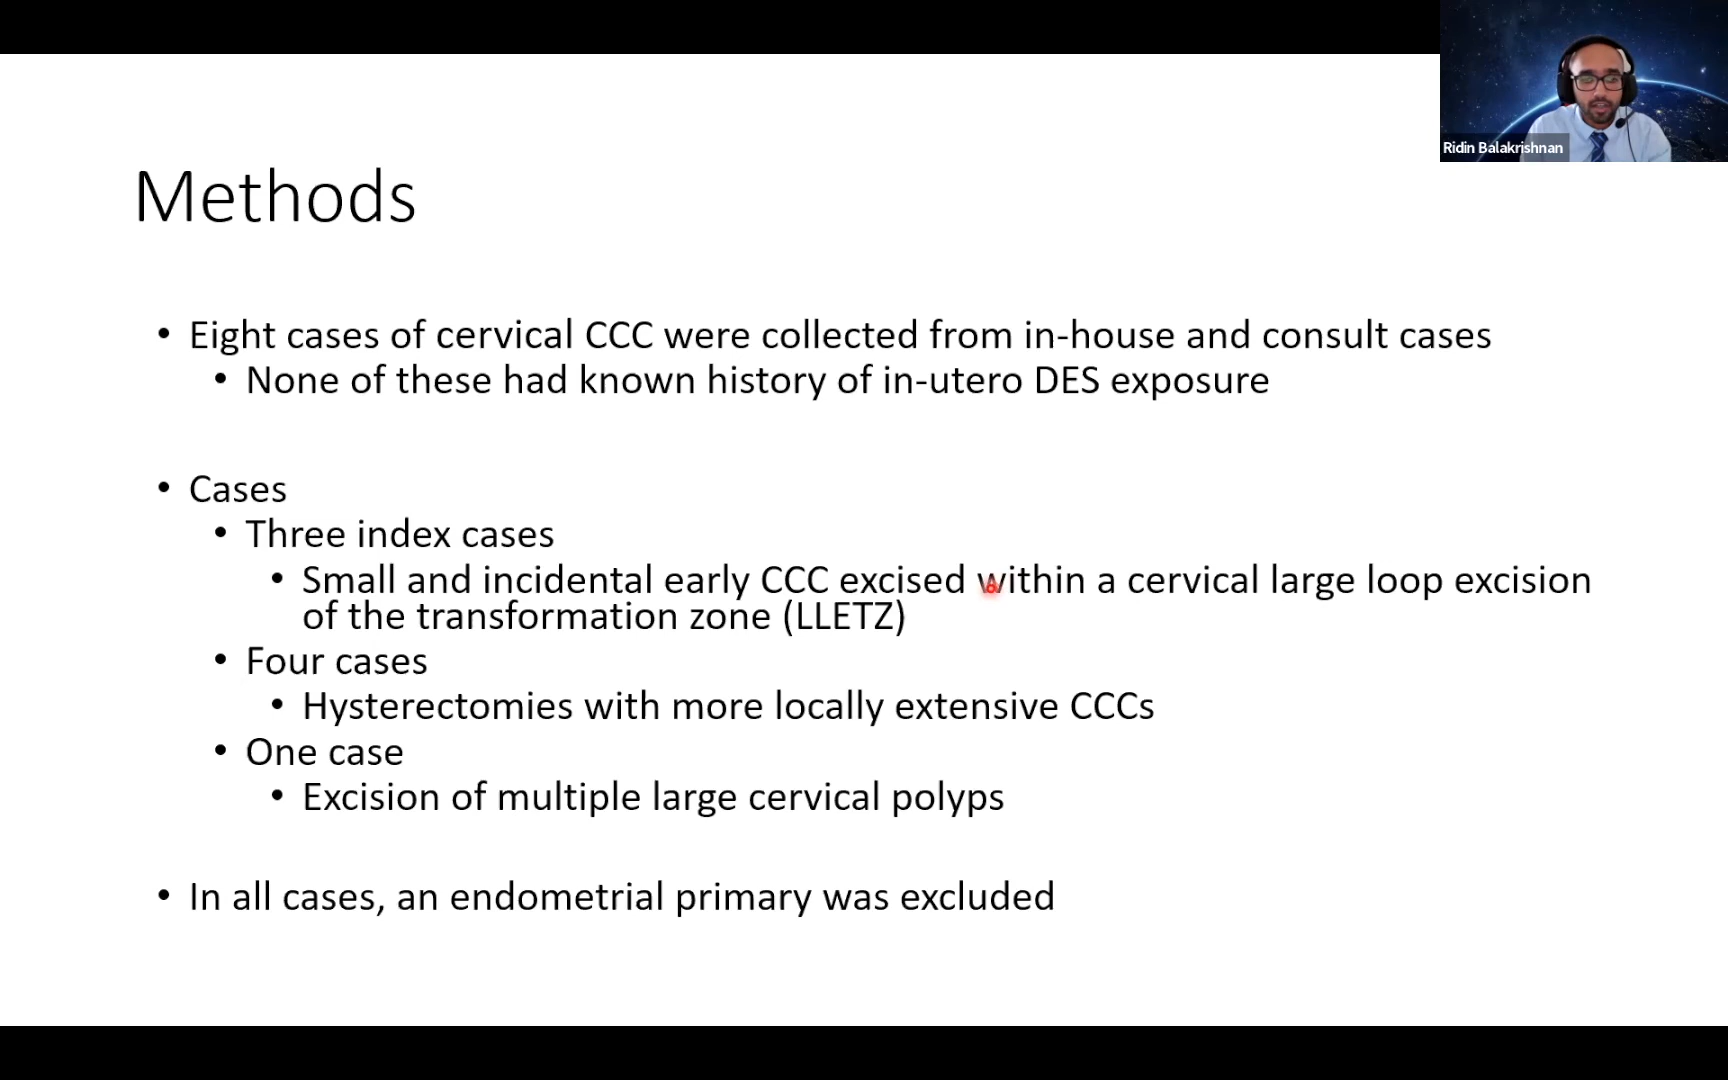 Ridin Balakrishnan
Methods
• Eight cases of cervical CCC were collected from in-house and consult cases
• None of these had known history of in-utero DES exposure
• Cases
• Three index cases
• Small and incidental early CCC excised within a cervical large loop excision
of the transformation zone (LLETZ)
• Four cases
• Hysterectomies with more locally extensive CCCs
• One case
• Excision of multiple large cervical polyps
• In all cases, an endometrial primary was excluded